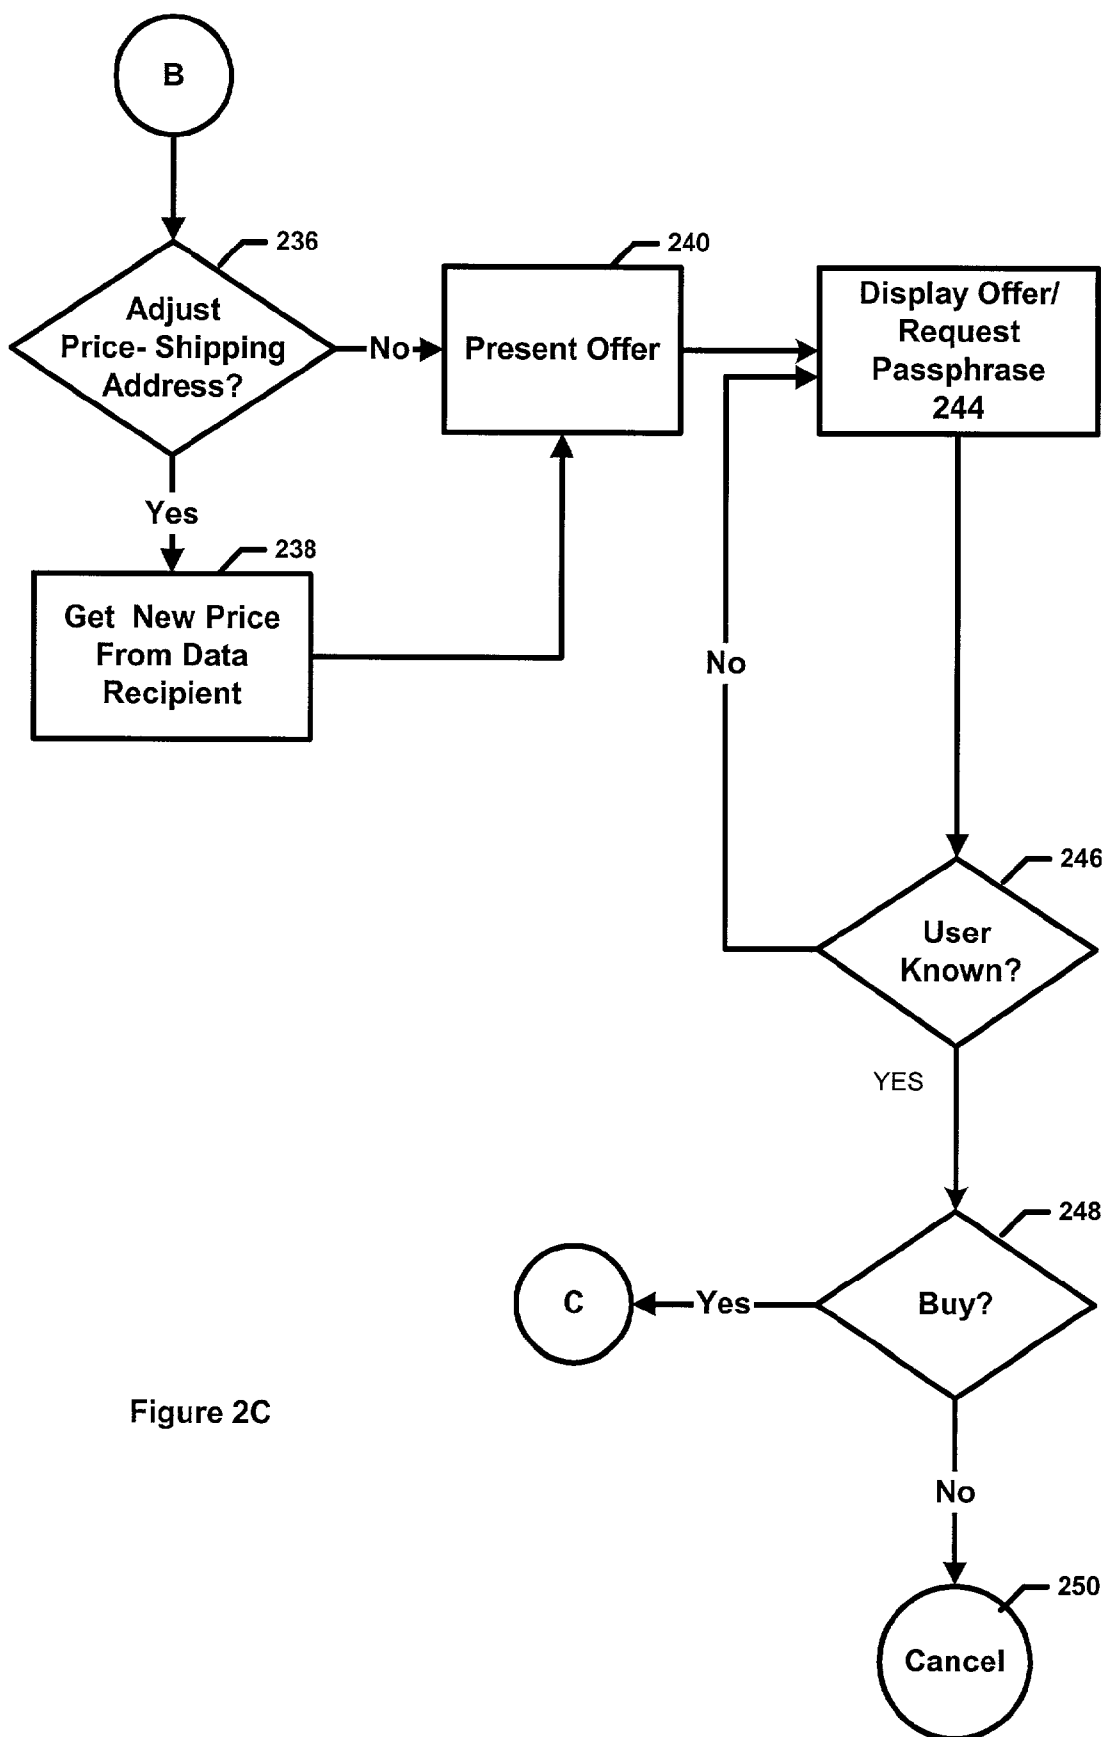 B
236
Adjust
Price- Shipping
Address?
No
240
Present Offer
Display Offer/
Request
Passphrase
244
Yes
238
Get New Price
From Data
Recipient
No
246
User
Known?
YES
248
Buy?
Yes
C
Figure 2C
No
250
Cancel